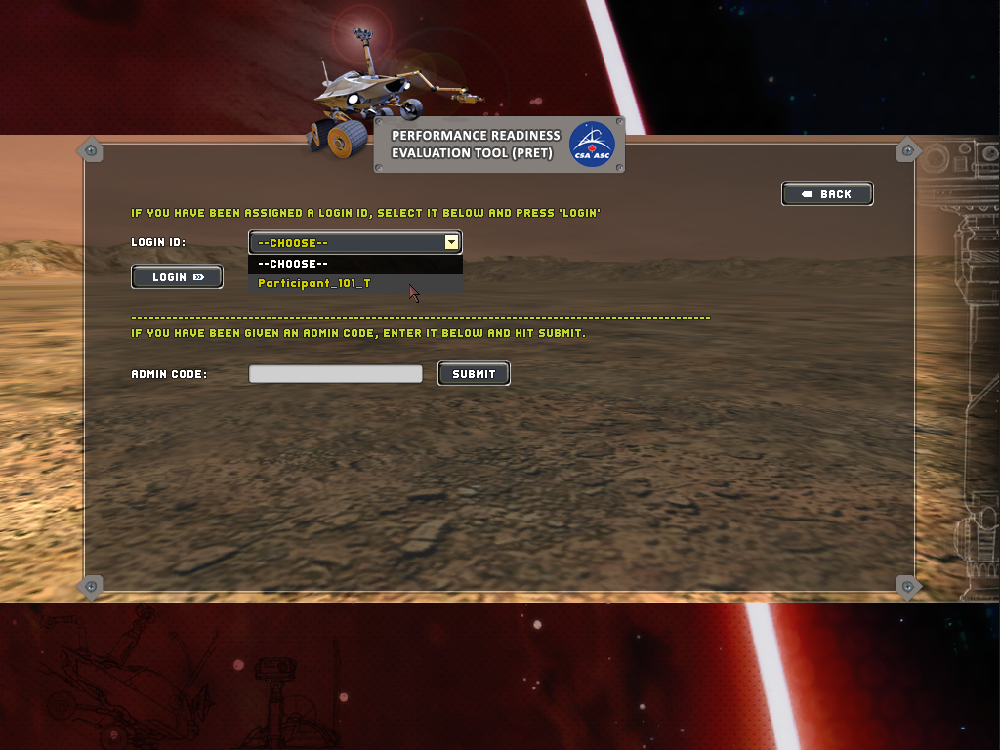 PERFORMANCE READINESS
EVALUATION TOOL (PRET)
CSA ASC
BACK
IF YOU HAVE BEEN ASSIGNED A LOGIN ID, SELECT IT BELOW AND PRESS 'LOGIN'
LOGIN ID:
--CHOOSE--
--CHOOSE--
LOGIN
Participant_101_T
--------------------------------------------------------------------------------------------------
IF YOU HAVE BEEN GIVEN AN ADMIN CODE, ENTER IT BELOW AND HIT SUBMIT.
ADMIN CODE:
SUBMIT